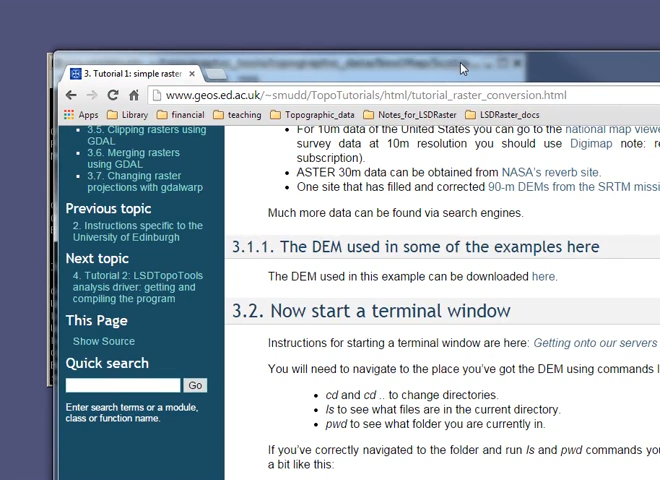 3. Tutorial 1: simple raster
www.geos.ed.ac.uk/~smudd/TopoTutorials/html/tutorial_raster_conversion.html
Apps Library financial teaching Topographic_data Notes_for_LSDRaster LSDRaster_docs
3.5. Clipping rasters using
GDAL
3.6. Merging rasters
using GDAL
3.7. Changing raster
projections with gdalwarp
Previous topic
2. Instructions specific to the
University of Edinburgh
Next topic
4. Tutorial 2: LSDTopoTools
analysis driver: getting and
compiling the program
This Page
Show Source
Quick search
Go
Enter search terms or a module,
class or function name.
For 10m data of the United States you can go to the national map viewe
survey data at 10m resolution you should use Digimap note: re
subscription).
ASTER 30m data can be obtained from NASA's reverb site.
One site that has filled and corrected 90-m DEMs from the SRTM missi
Much more data can be found via search engines.
3.1.1. The DEM used in some of the examples here
The DEM used in this example can be downloaded here.
3.2. Now start a terminal window
Instructions for starting a terminal window are here: Getting onto our servers
You will need to navigate to the place you've got the DEM using commands l
cd and cd .. to change directories.
ls to see what files are in the current directory.
pwd to see what folder you are currently in.
If you've correctly navigated to the folder and run ls and pwd commands you
a bit like this: